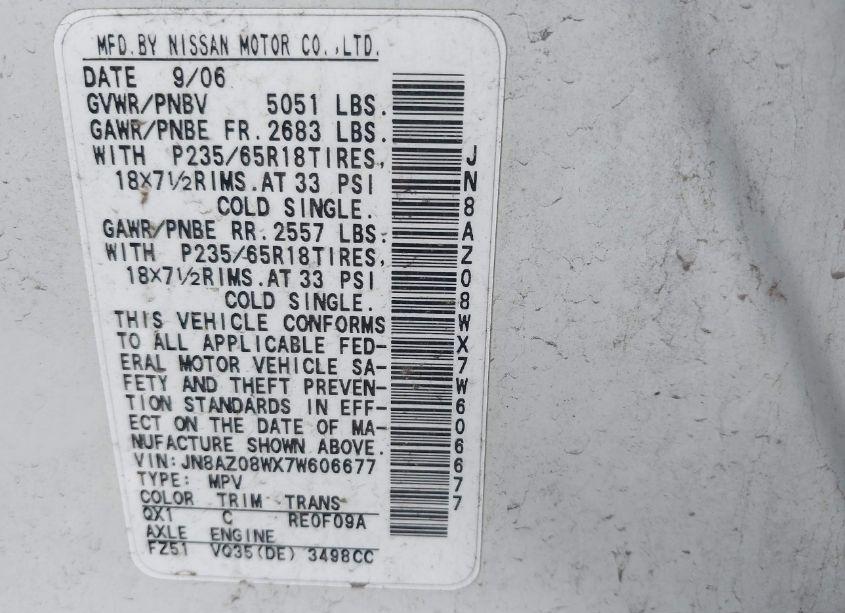 MFD.BY NISSAN MOTOR CO.,LTD.
DATE 9/06
GVWR/PNBV 5051 LBS.
GAWR/PNBE FR.2683 LBS.
WITH P235/65R18TIRES,
18X7½RIMS.AT 33 PSI
COLD SINGLE.
GAWR/PNBE RR.2557 LBS.
WITH P235/65R18TIRES,
18X7½RIMS.AT 33 PSI
COLD SINGLE.
THIS VEHICLE CONFORMS
TO ALL APPLICABLE FED-
ERAL MOTOR VEHICLE SA-
FETY AND THEFT PREVEN-
TION STANDARDS IN EFF-
ECT ON THE DATE OF MA-
NUFACTURE SHOWN ABOVE.
VIN:JN8AZ08WX7W606677
TYPE: MPV
COLOR TRIM TRANS
QX1 C RE0F09A
AXLE ENGINE
FZ51 VQ35(DE) 3498CC
JN8AZ08WX7W606677